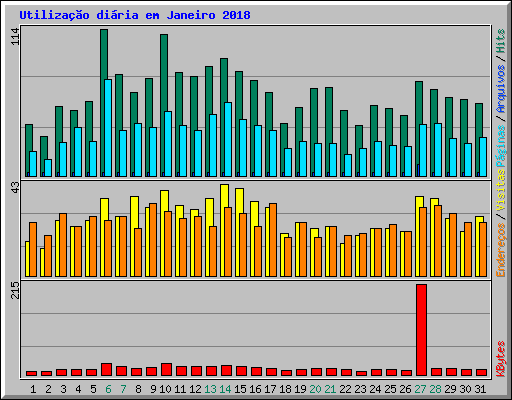 Utilização diária em Janeiro 2018
114
43
215
Endereços / Visitas Páginas / Arquivos / Hits
KBytes
1 2 3 4 5 6 7 8 9 10 11 12 13 14 15 16 17 18 19 20 21 22 23 24 25 26 27 28 29 30 31